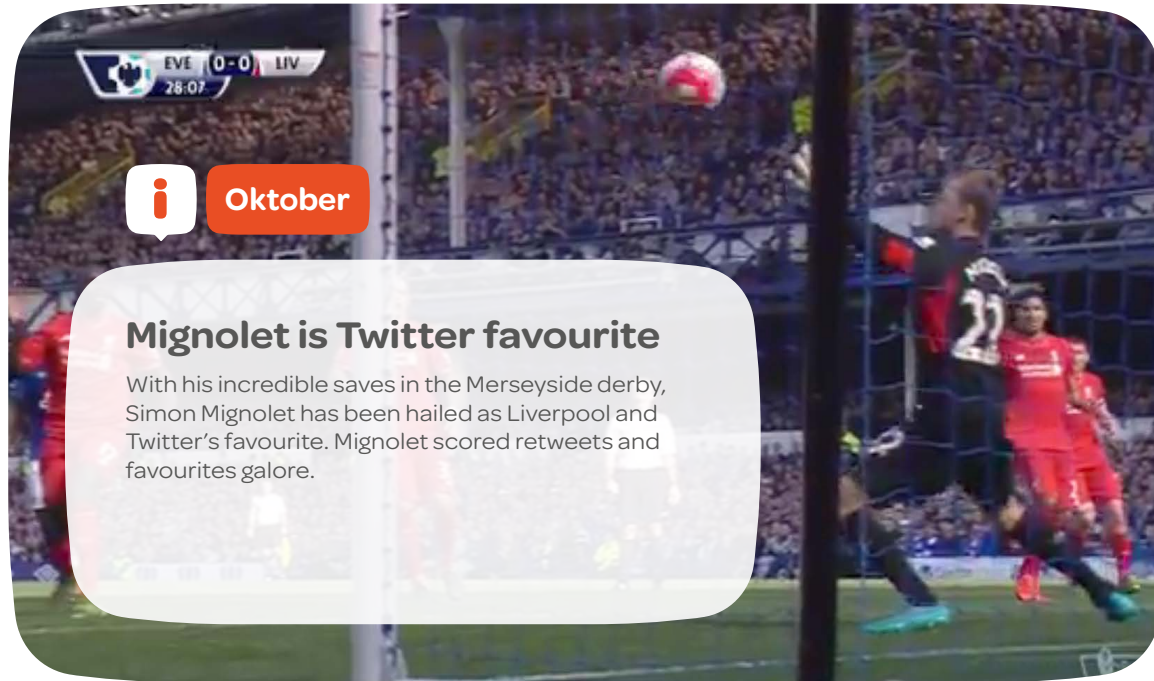 EVE 0-0 LIV
28:07
i Oktober
Mignolet is Twitter favourite
With his incredible saves in the Merseyside derby,
Simon Mignolet has been hailed as Liverpool and
Twitter’s favourite. Mignolet scored retweets and
favourites galore.
22